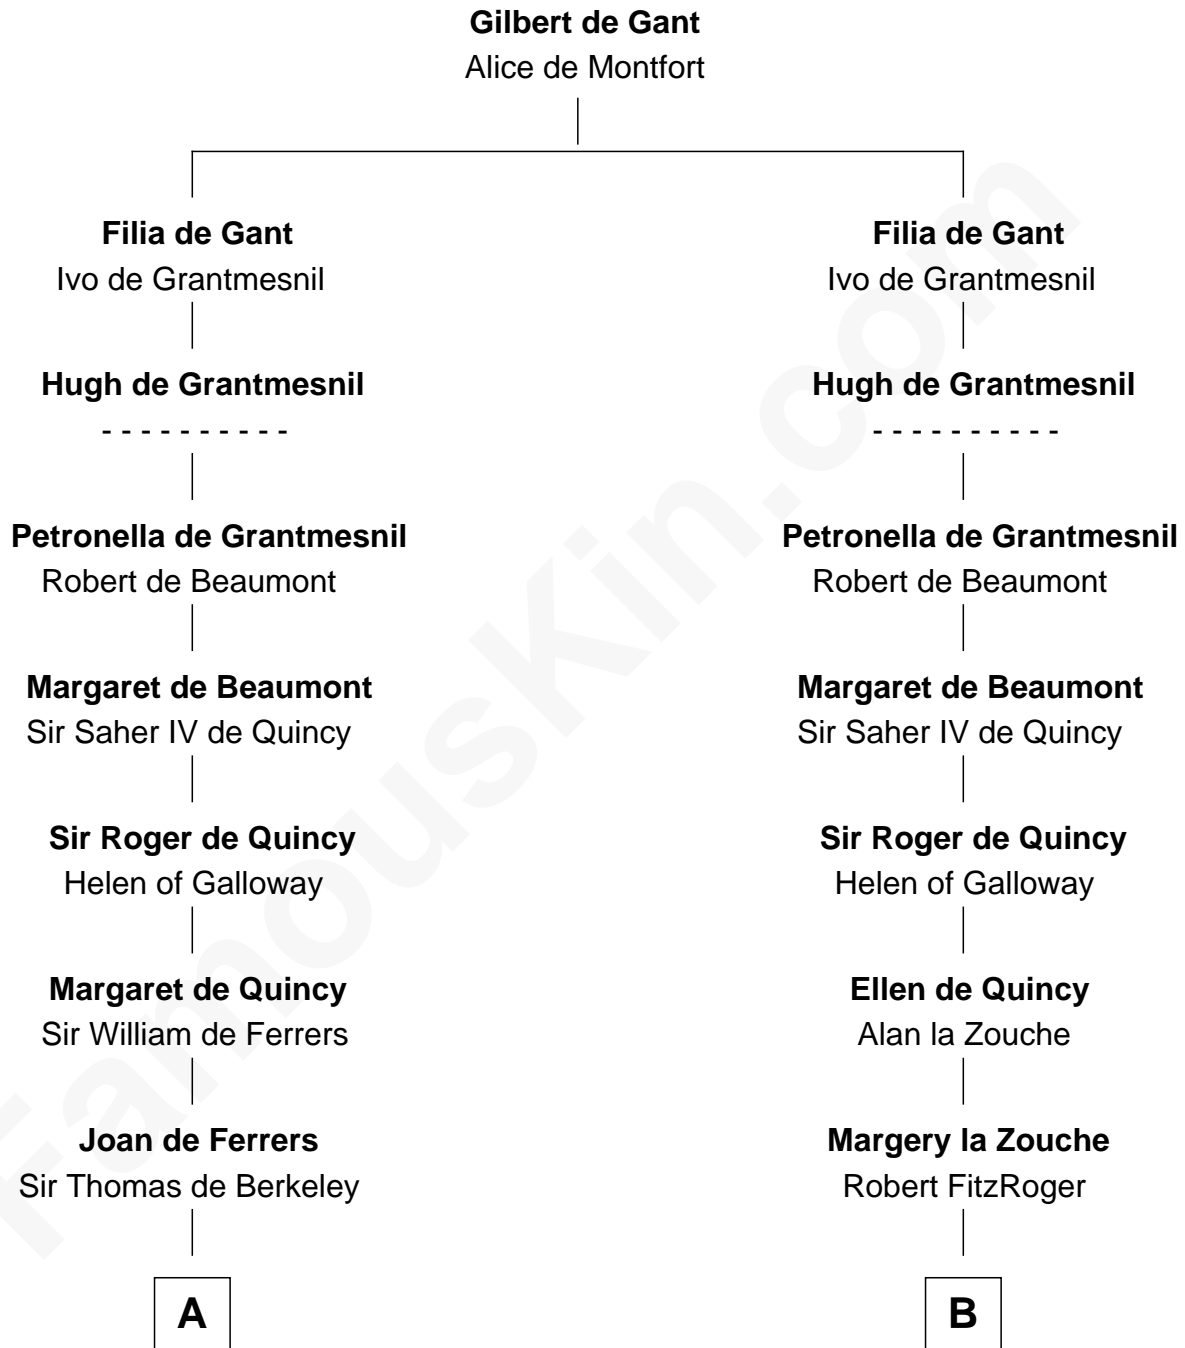 Gilbert de Gant
Alice de Montfort
Filia de Gant
Ivo de Grantmesnil
Hugh de Grantmesnil
- - - - - - - - - -
Petronella de Grantmesnil
Robert de Beaumont
Margaret de Beaumont
Sir Saher IV de Quincy
Sir Roger de Quincy
Helen of Galloway
Margaret de Quincy
Sir William de Ferrers
Joan de Ferrers
Sir Thomas de Berkeley
A
Filia de Gant
Ivo de Grantmesnil
Hugh de Grantmesnil
- - - - - - - - - -
Petronella de Grantmesnil
Robert de Beaumont
Margaret de Beaumont
Sir Saher IV de Quincy
Sir Roger de Quincy
Helen of Galloway
Ellen de Quincy
Alan la Zouche
Margery la Zouche
Robert FitzRoger
B
FamousKin.com